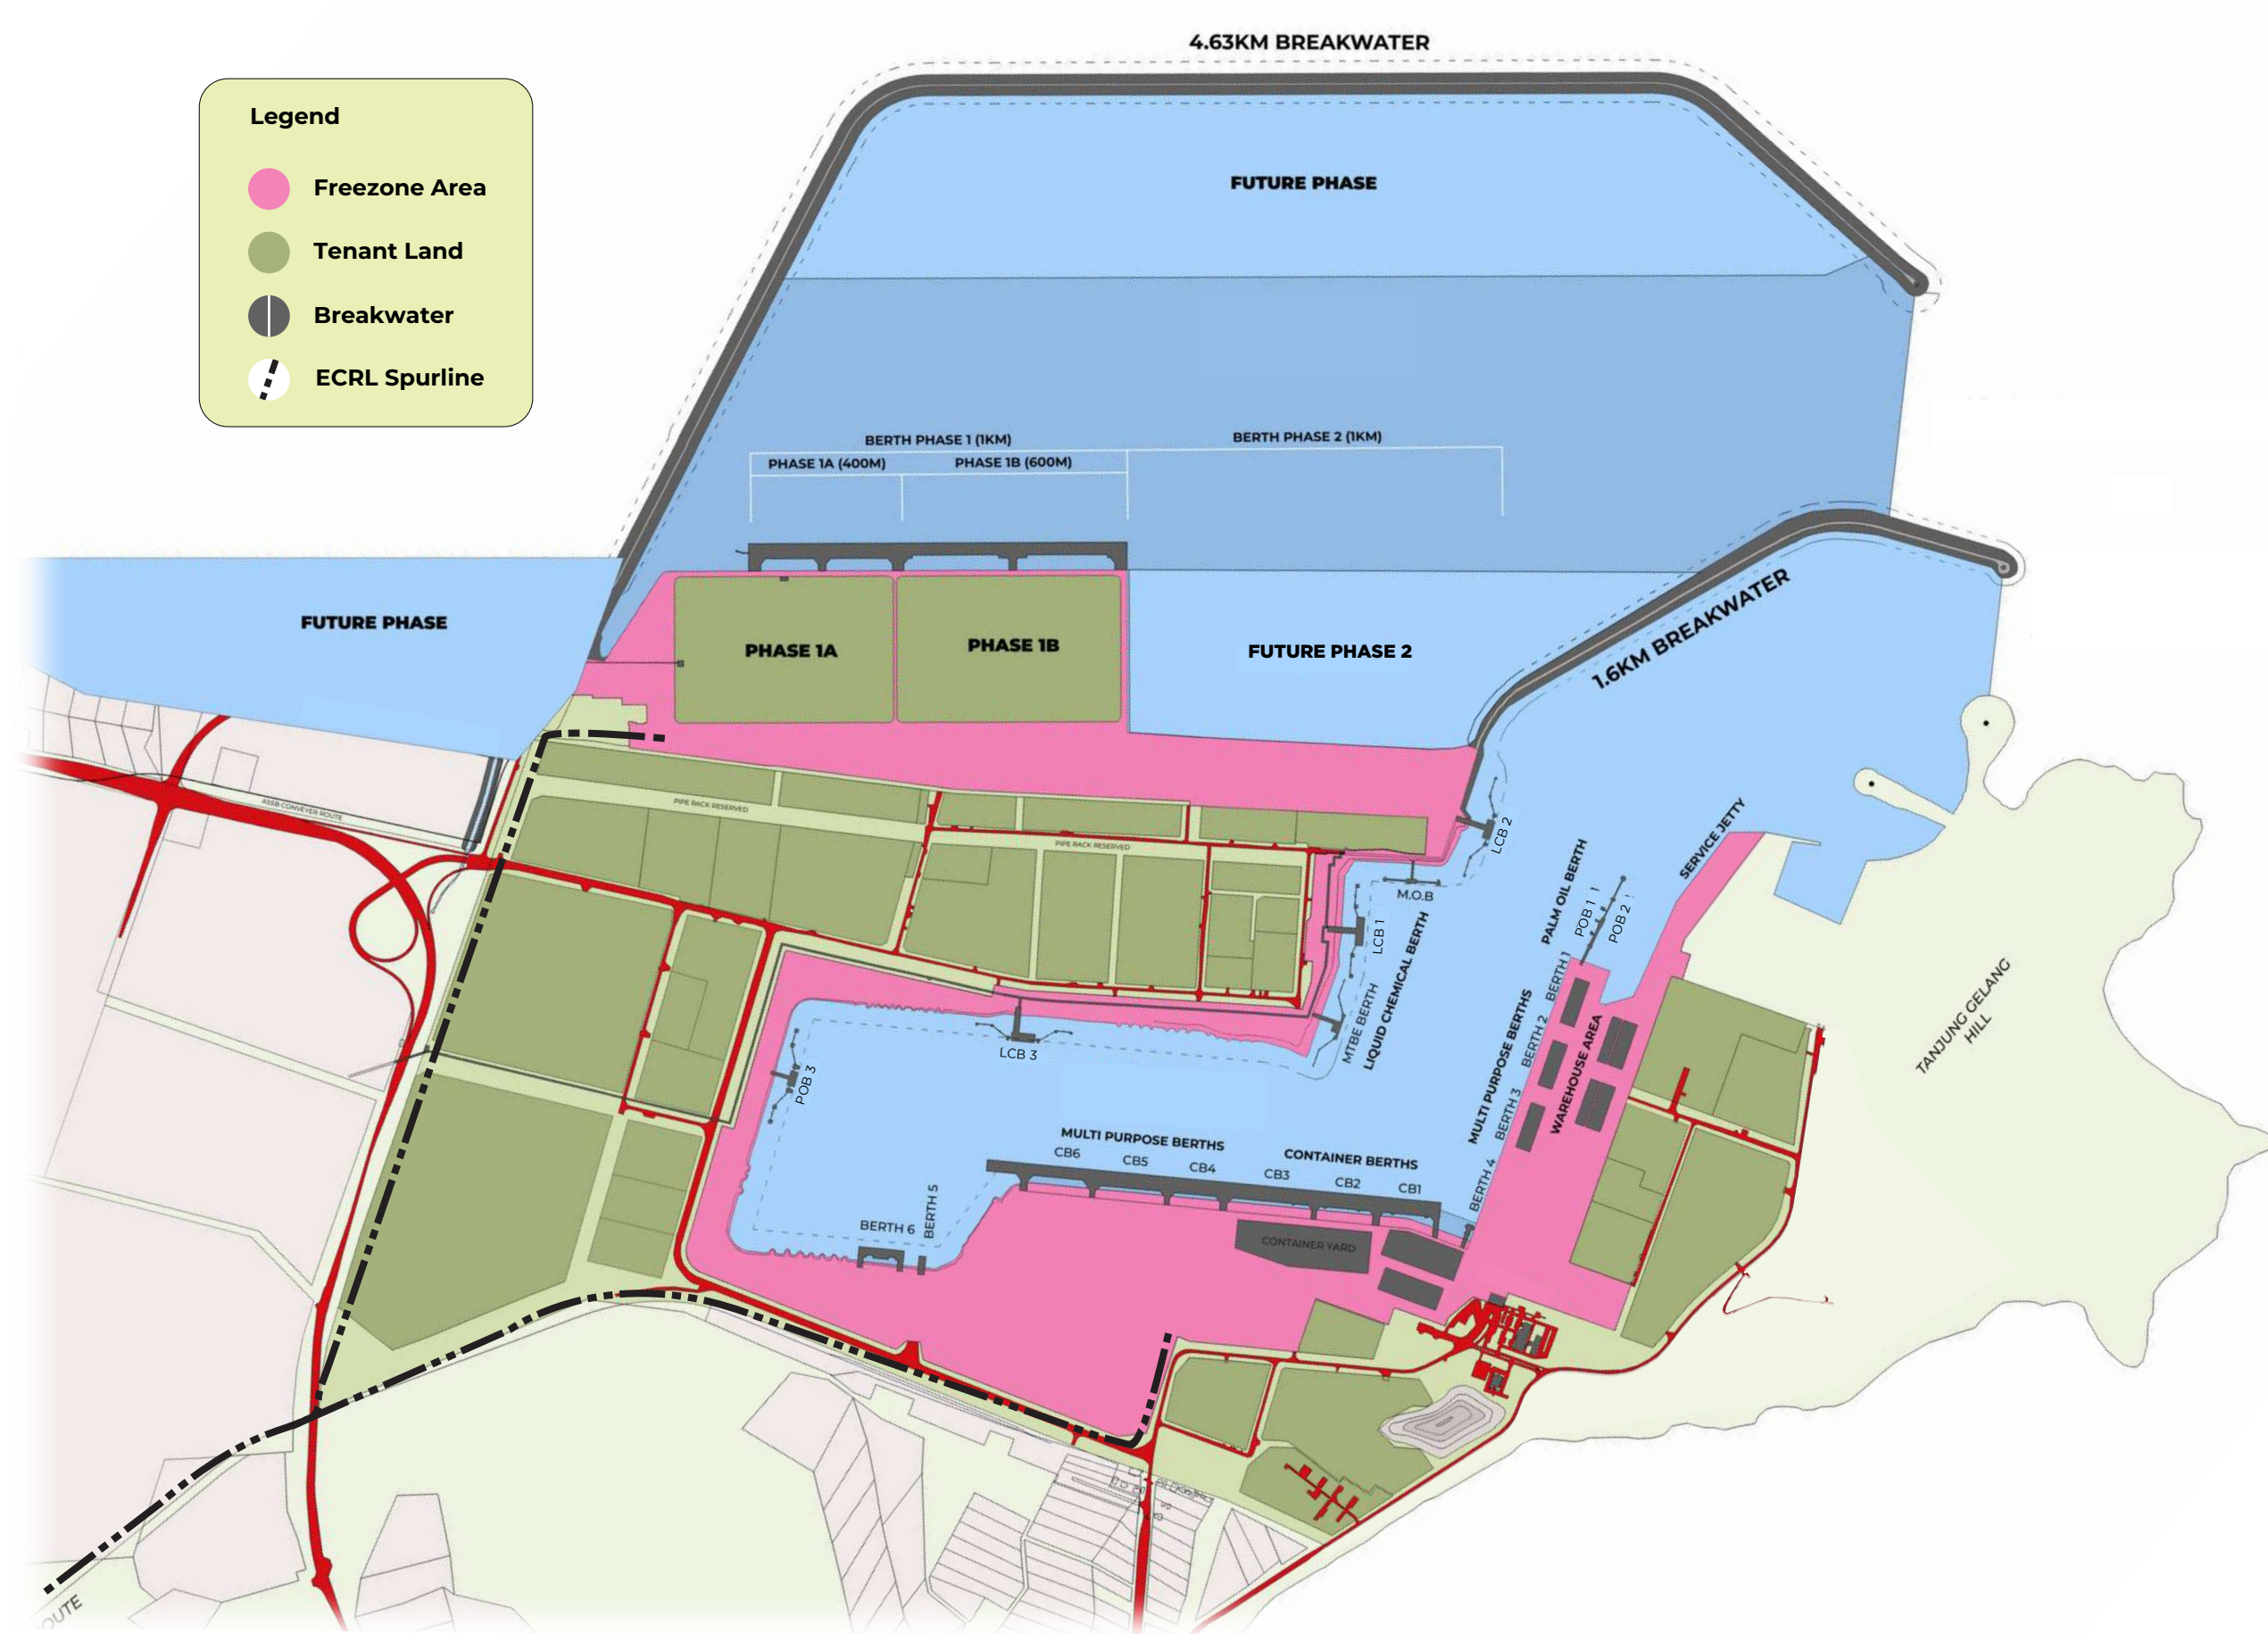 4.63KM BREAKWATER
Legend
Freezone Area
Tenant Land
Breakwater
ECRL Spurline
FUTURE PHASE
BERTH PHASE 1 (1KM)
BERTH PHASE 2 (1KM)
PHASE 1A (400M)
PHASE 1B (600M)
FUTURE PHASE
PHASE 1A
PHASE 1B
FUTURE PHASE 2
1.6KM BREAKWATER
ASSB CONVEYER ROUTE
PIPE RACK RESERVED
PIPE RACK RESERVED
LCB 2
M.O.B
LCB 1
LIQUID CHEMICAL BERTH
MTBE BERTH
LCB 3
POB 3
SERVICE JETTY
PALM OIL BERTH
POB 1
POB 2
MULTI PURPOSE BERTHS
BERTH 1
BERTH 2
BERTH 3
BERTH 4
WAREHOUSE AREA
TANJUNG GELANG
HILL
MULTI PURPOSE BERTHS
CB6
CB5
CB4
CONTAINER BERTHS
CB3
CB2
CB1
BERTH 5
BERTH 6
CONTAINER YARD